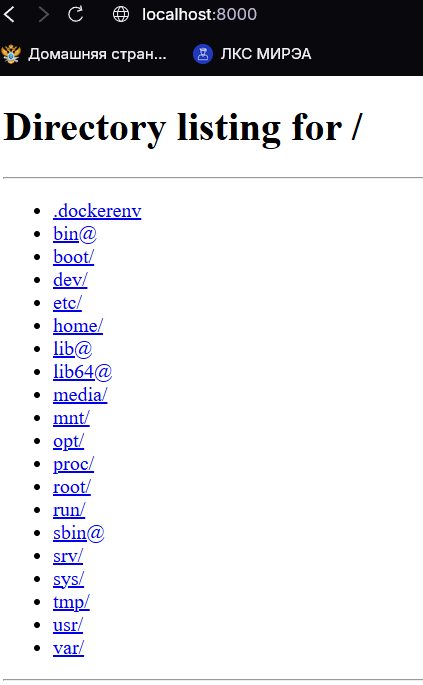 localhost:8000
Домашняя стран... ЛКС МИРЭА
Directory listing for /
.dockerenv
bin@
boot/
dev/
etc/
home/
lib@
lib64@
media/
mnt/
opt/
proc/
root/
run/
sbin@
srv/
sys/
tmp/
usr/
var/